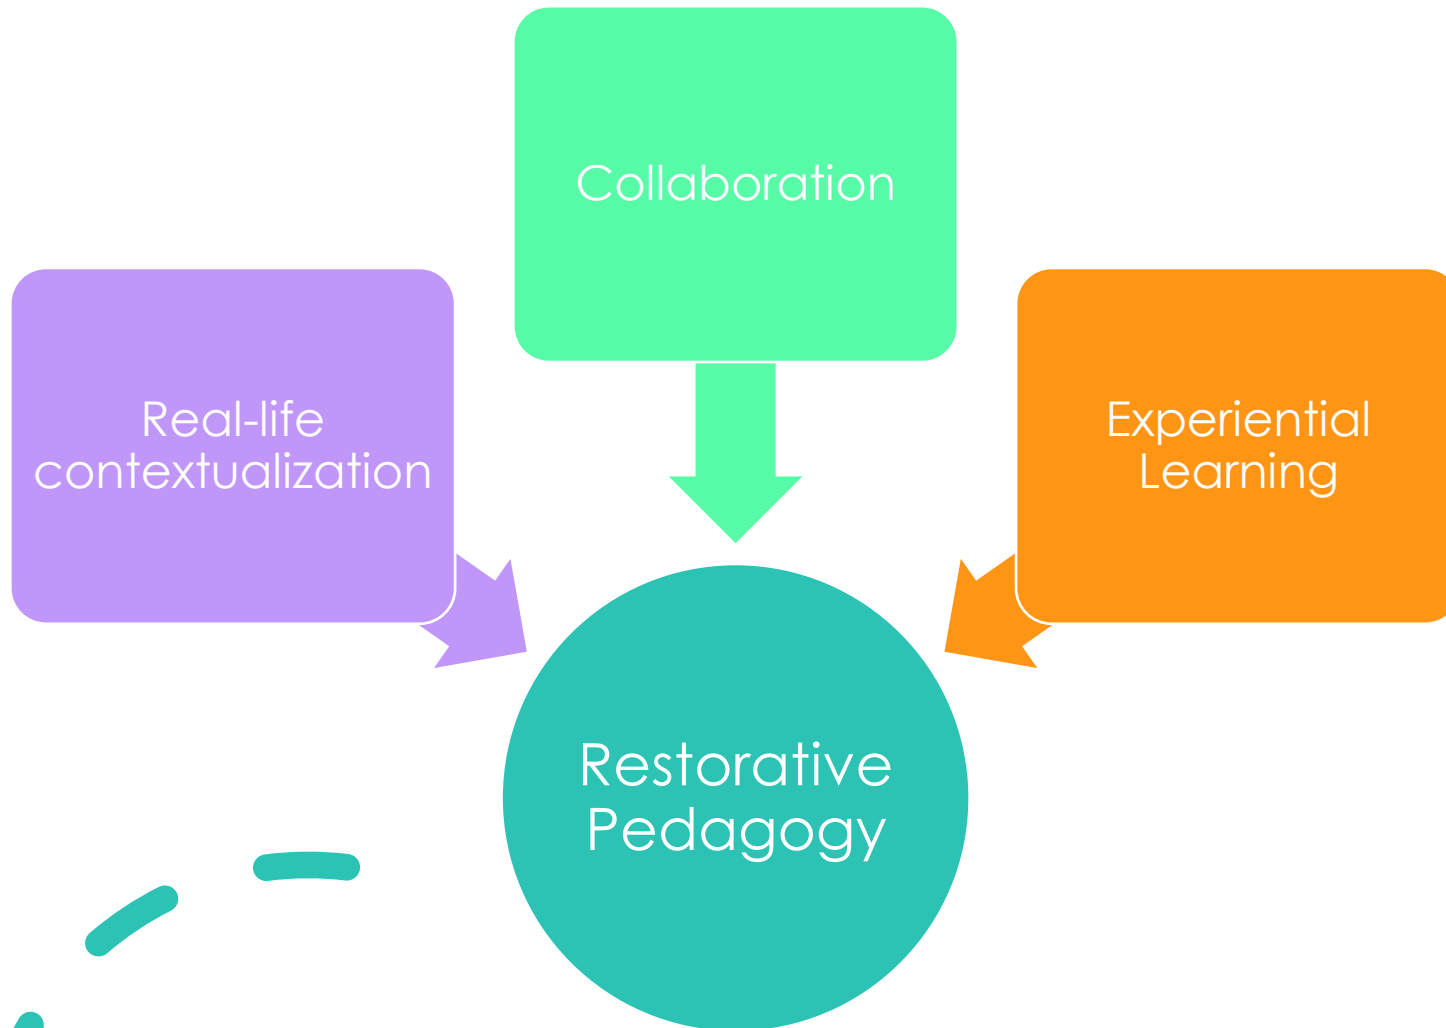 Collaboration
Real-life
contextualization
Experiential
Learning
Restorative
Pedagogy